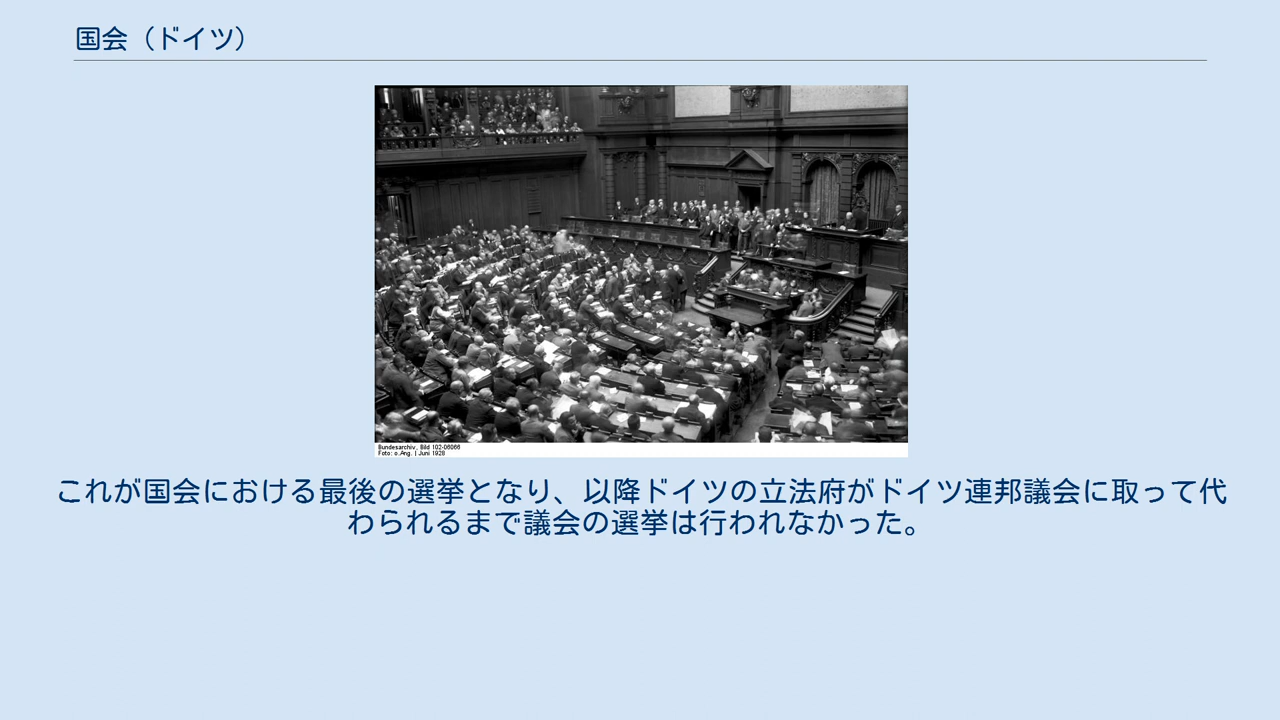 国会（ドイツ）
Bundesarchiv, Bild 102-06066
Foto: o.Ang. | Juni 1928
これが国会における最後の選挙となり、以降ドイツの立法府がドイツ連邦議会に取って代
わられるまで議会の選挙は行われなかった。